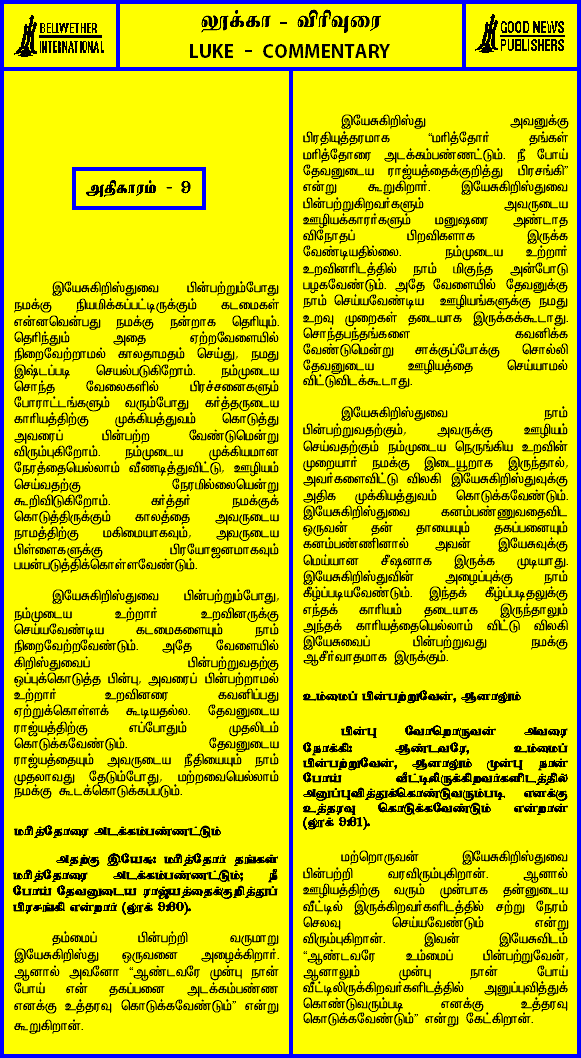 BELWETHER
INTERNATIONAL
லூக்கா - விரிவுரை
LUKE - COMMENTARY
GOOD NEWS
PUBLISHERS
அதிகாரம் - 9
இயேசுகிறிஸ்துவை பின்பற்றும்போது
நமக்கு நியமிக்கப்பட்டிருக்கும் கடமைகள்
என்னவென்பது நமக்கு நன்றாக தெரியும்.
தெரிந்தும் அதை ஏற்றவேளையில்
நிறைவேற்றாமல் காலதாமதம் செய்து, நமது
இஷ்டப்படி செயல்படுகிறோம். நம்முடைய
சொந்த வேலைகளில் பிரச்சனைகளும்
போராட்டங்களும் வரும்போது கர்த்தருடைய
காரியத்திற்கு முக்கியத்துவம் கொடுத்து
அவரைப் பின்பற்ற வேண்டுமென்று
விரும்புகிறோம். நம்முடைய முக்கியமான
நேரத்தையெல்லாம் வீணடித்துவிட்டு, ஊழியம்
செய்வதற்கு நேரமில்லையென்று
கூறிவிடுகிறோம். கர்த்தர் நமக்குக்
கொடுத்திருக்கும் காலத்தை அவருடைய
நாமத்திற்கு மகிமையாகவும், அவருடைய
பிள்ளைகளுக்கு பிரயோஜனமாகவும்
பயன்படுத்திக்கொள்ளவேண்டும்.
இயேசுகிறிஸ்துவை பின்பற்றும்போது,
நம்முடைய உற்றார் உறவினருக்கு
செய்யவேண்டிய கடமைகளையும் நாம்
நிறைவேற்றவேண்டும். அதே வேளையில்
கிறிஸ்துவைப் பின்பற்றுவதற்கு
ஒப்புக்கொடுத்த பின்பு, அவரைப் பின்பற்றாமல்
உற்றார் உறவினரை கவனிப்பது
ஏற்றுக்கொள்ளக் கூடியதல்ல. தேவனுடைய
ராஜ்யத்திற்கு எப்போதும் முதலிடம்
கொடுக்கவேண்டும். தேவனுடைய
ராஜ்யத்தையும் அவருடைய நீதியையும் நாம்
முதலாவது தேடும்போது, மற்றவையெல்லாம்
நமக்கு கூடக்கொடுக்கப்படும்.
மரித்தோரை அடக்கம்பண்ணட்டும்
அதற்கு இயேசு: மரித்தோர் தங்கள்
மரித்தோரை அடக்கம்பண்ணட்டும்; நீ
போய் தேவனுடைய ராஜ்யத்தைக்குறித்துப்
பிரசங்கி என்றார் (லூக் 9:60).
தம்மைப் பின்பற்றி வருமாறு
இயேசுகிறிஸ்து ஒருவனை அழைக்கிறார்.
ஆனால் அவனோ “ஆண்டவரே முன்பு நான்
போய் என் தகப்பனை அடக்கம்பண்ண
எனக்கு உத்தரவு கொடுக்கவேண்டும்” என்று
கூறுகிறான்.
இயேசுகிறிஸ்து அவனுக்கு
பிரதியுத்தரமாக “மரித்தோர் தங்கள்
மரித்தோரை அடக்கம்பண்ணட்டும். நீ போய்
தேவனுடைய ராஜ்யத்தைக்குறித்து பிரசங்கி”
என்று கூறுகிறார். இயேசுகிறிஸ்துவை
பின்பற்றுகிறவர்களும் அவருடைய
ஊழியக்காரர்களும் மனுஷரை அண்டாத
விநோதப் பிறவிகளாக இருக்க
வேண்டியதில்லை. நம்முடைய உற்றார்
உறவினரிடத்தில் நாம் மிகுந்த அன்போடு
பழகவேண்டும். அதே வேளையில் தேவனுக்கு
நாம் செய்யவேண்டிய ஊழியங்களுக்கு நமது
உறவு முறைகள் தடையாக இருக்கக்கூடாது.
சொந்தபந்தங்களை கவனிக்க
வேண்டுமென்று சாக்குப்போக்கு சொல்லி
தேவனுடைய ஊழியத்தை செய்யாமல்
விட்டுவிடக்கூடாது.
இயேசுகிறிஸ்துவை நாம்
பின்பற்றுவதற்கும், அவருக்கு ஊழியம்
செய்வதற்கும் நம்முடைய நெருங்கிய உறவின்
முறையார் நமக்கு இடையூறாக இருந்தால்,
அவர்களைவிட்டு விலகி இயேசுகிறிஸ்துவுக்கு
அதிக முக்கியத்துவம் கொடுக்கவேண்டும்.
இயேசுகிறிஸ்துவை கனம்பண்ணுவதைவிட
ஒருவன் தன் தாயையும் தகப்பனையும்
கனம்பண்ணினால் அவன் இயேசுவுக்கு
மெய்யான சீஷனாக இருக்க முடியாது.
இயேசுகிறிஸ்துவின் அழைப்புக்கு நாம்
கீழ்ப்படியவேண்டும். இந்தக் கீழ்ப்படிதலுக்கு
எந்தக் காரியம் தடையாக இருந்தாலும்
அந்தக் காரியத்தையெல்லாம் விட்டு விலகி
இயேசுவைப் பின்பற்றுவது நமக்கு
ஆசீர்வாதமாக இருக்கும்.
உம்மைப் பின்பற்றுவேன், ஆனாலும்
பின்பு வேறொருவன் அவரை
நோக்கி: ஆண்டவரே, உம்மைப்
பின்பற்றுவேன், ஆனாலும் முன்பு நான்
போய் வீட்டிலிருக்கிறவர்களிடத்தில்
அனுப்புவித்துக்கொண்டுவரும்படி எனக்கு
உத்தரவு கொடுக்கவேண்டும் என்றான்
(லூக் 9:61).
மற்றொருவன் இயேசுகிறிஸ்துவை
பின்பற்றி வரவிரும்புகிறான். ஆனால்
ஊழியத்திற்கு வரும் முன்பாக தன்னுடைய
வீட்டில் இருக்கிறவர்களிடத்தில் சற்று நேரம்
செலவு செய்யவேண்டும் என்று
விரும்புகிறான். இவன் இயேசுவிடம்
“ஆண்டவரே உம்மைப் பின்பற்றுவேன்,
ஆனாலும் முன்பு நான் போய்
வீட்டிலிருக்கிறவர்களிடத்தில் அனுப்புவித்துக்
கொண்டுவரும்படி எனக்கு உத்தரவு
கொடுக்கவேண்டும்” என்று கேட்கிறான்.